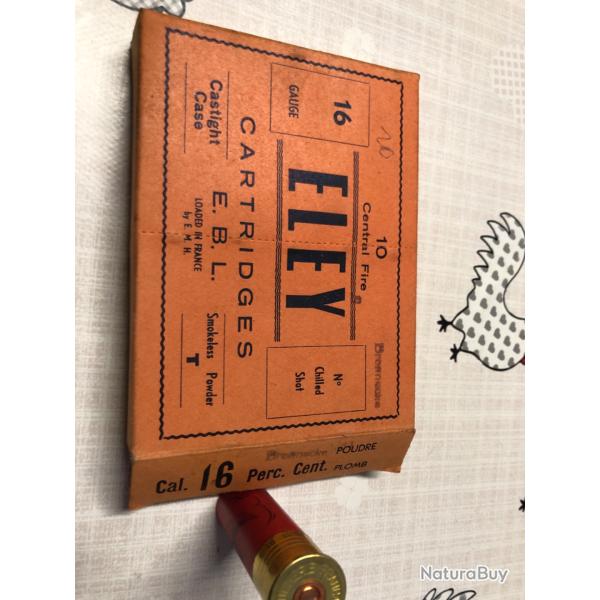 10
Central Fire
ELEY
CARTRIDGES
E. B. L.
LOADED IN FRANCE
by E. M. H.
16
GAUGE
Castight
Case
Nº
Chilled
Shot
Smokeless Powder
T
Cal. 16 Perc. Cent.
POUDRE
PLOMB
NaturaBuy